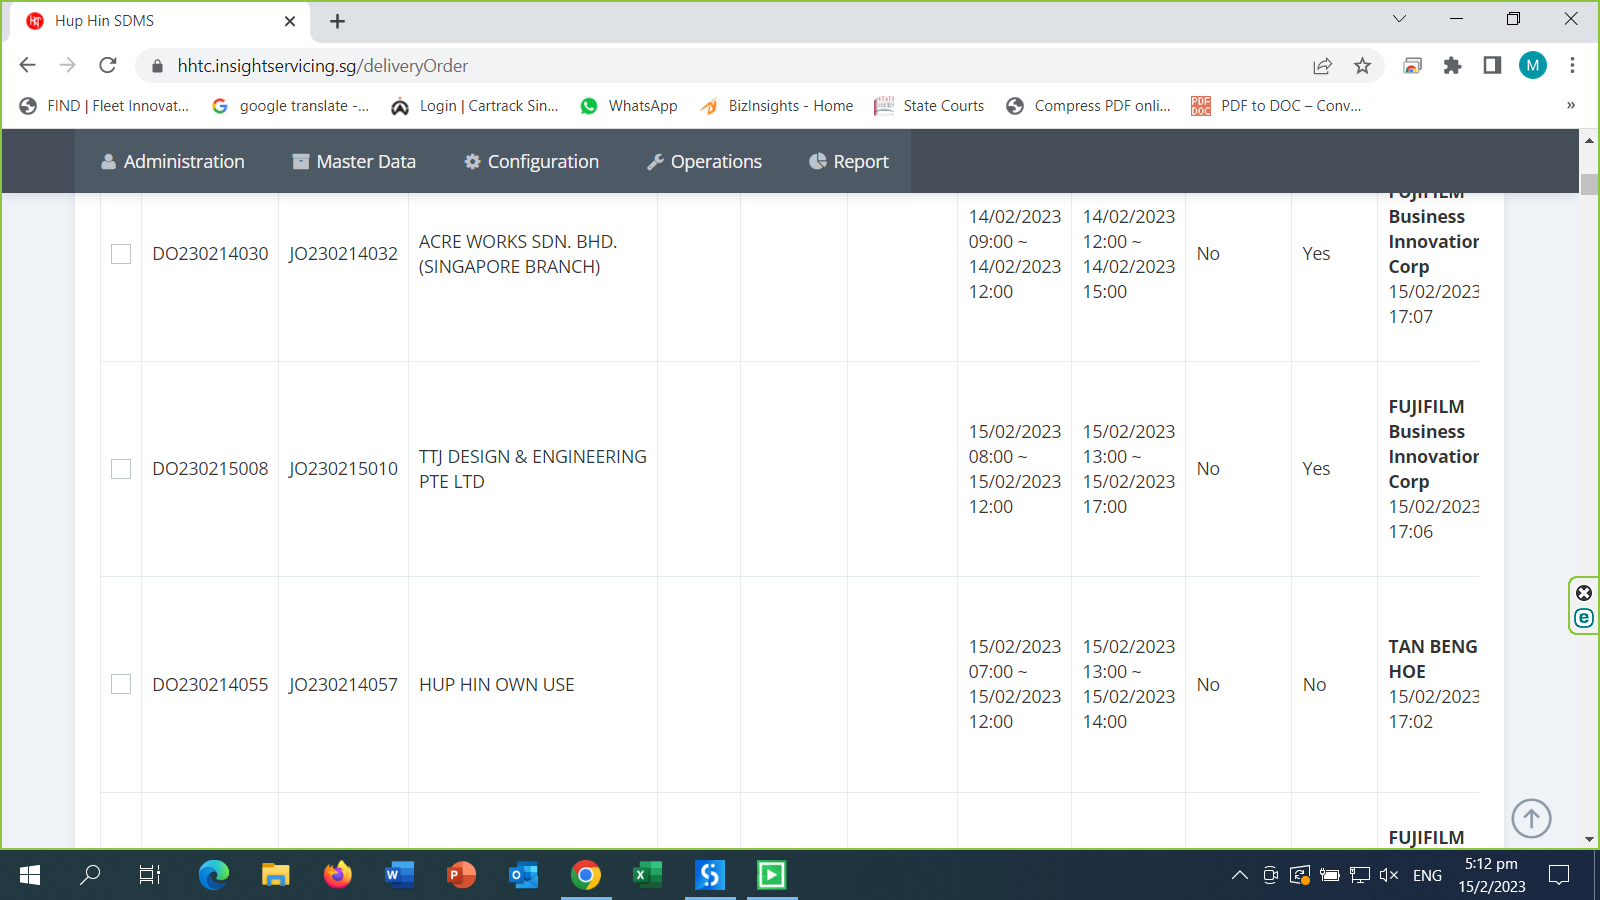 Hup Hin SDMS
hhtc.insightservicing.sg/deliveryOrder
M
FIND | Fleet Innovat...
google translate -...
Login | Cartrack Sin...
WhatsApp
BizInsights - Home
State Courts
Compress PDF onli...
PDF to DOC – Conv...
»
Administration
Master Data
Configuration
Operations
Report
DO230214030
JO230214032
ACRE WORKS SDN. BHD.
(SINGAPORE BRANCH)
14/02/2023
09:00 ~
14/02/2023
12:00
14/02/2023
12:00 ~
14/02/2023
15:00
No
Yes
FUJIFILM
Business
Innovation
Corp
15/02/2023
17:07
DO230215008
JO230215010
TTJ DESIGN & ENGINEERING
PTE LTD
15/02/2023
08:00 ~
15/02/2023
12:00
15/02/2023
13:00 ~
15/02/2023
17:00
No
Yes
FUJIFILM
Business
Innovation
Corp
15/02/2023
17:06
DO230214055
JO230214057
HUP HIN OWN USE
15/02/2023
07:00 ~
15/02/2023
12:00
15/02/2023
13:00 ~
15/02/2023
14:00
No
No
TAN BENG
HOE
15/02/2023
17:02
FUJIFILM
ENG
5:12 pm
15/2/2023